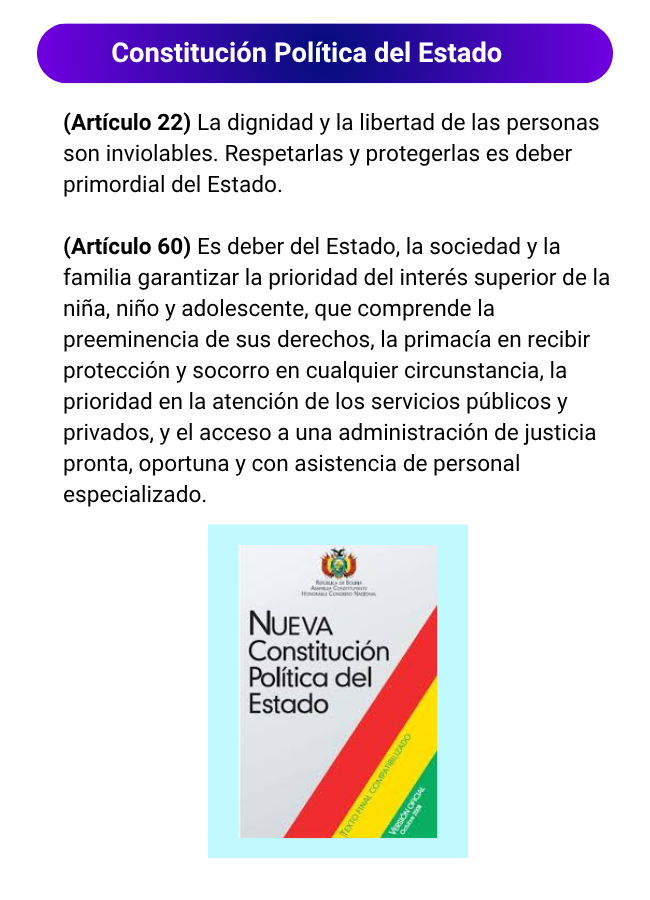 Constitución Política del Estado
(Artículo 22) La dignidad y la libertad de las personas
son inviolables. Respetarlas y protegerlas es deber
primordial del Estado.
(Artículo 60) Es deber del Estado, la sociedad y la
familia garantizar la prioridad del interés superior de la
niña, niño y adolescente, que comprende la
preeminencia de sus derechos, la primacía en recibir
protección y socorro en cualquier circunstancia, la
prioridad en la atención de los servicios públicos y
privados, y el acceso a una administración de justicia
pronta, oportuna y con asistencia de personal
especializado.
REPÚBLICA DE BOLIVIA
ASAMBLEA CONSTITUYENTE
HONORABLE CONGRESO NACIONAL
NUEVA
Constitución
Política del
Estado
TEXTO FINAL COMPATIBILIZADO
VERSIÓN OFICIAL
Octubre 2008